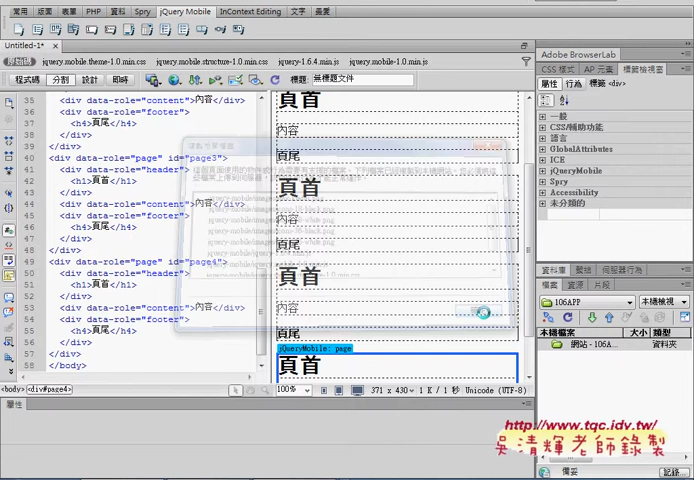 常用 版面 表單 PHP 資料 Spry jQuery Mobile InContext Editing 文字 最愛
Untitled-1*
原始碼 jquery.mobile.theme-1.0.min.css jquery.mobile.structure-1.0.min.css jquery-1.6.4.min.js jquery.mobile-1.0.min.js
程式碼 分割 設計 即時 標題: 無標題文件
35 <div data-role="content">內容</div>
36 <div data-role="footer">
37 <h4>頁尾</h4>
38 </div>
39 </div>
40 <div data-role="page" id="page3">
41 <div data-role="header">
42 <h1>頁首</h1>
43 </div>
44 <div data-role="content">內容</div>
45 <div data-role="footer">
46 <h4>頁尾</h4>
47 </div>
48 </div>
49 <div data-role="page" id="page4">
50 <div data-role="header">
51 <h1>頁首</h1>
52 </div>
53 <div data-role="content">內容</div>
54 <div data-role="footer">
55 <h4>頁尾</h4>
56 </div>
57 </div>
58 </body>
頁首
內容
頁尾
頁首
內容
頁尾
頁首
內容
頁尾
jQueryMobile: page
頁首
<body> <div#page4>
100% 371 x 430 1 K / 1 秒 Unicode (UTF-8)
屬性
Adobe BrowserLab
CSS 樣式 AP 元素 標籤檢視器
屬性 行為 標籤 <div>
一般
CSS/輔助功能
語言
GlobalAttributes
ICE
jQueryMobile
Spry
Accessibility
未分類的
資料庫 繫結 伺服器行為
檔案 資源 片段
106APP 本機檢視
本機檔案 大小 類型
網站 - 106A... 資料夾
備妥 記錄...
http://www.tqc.idv.tw/
吳清輝老師錄製